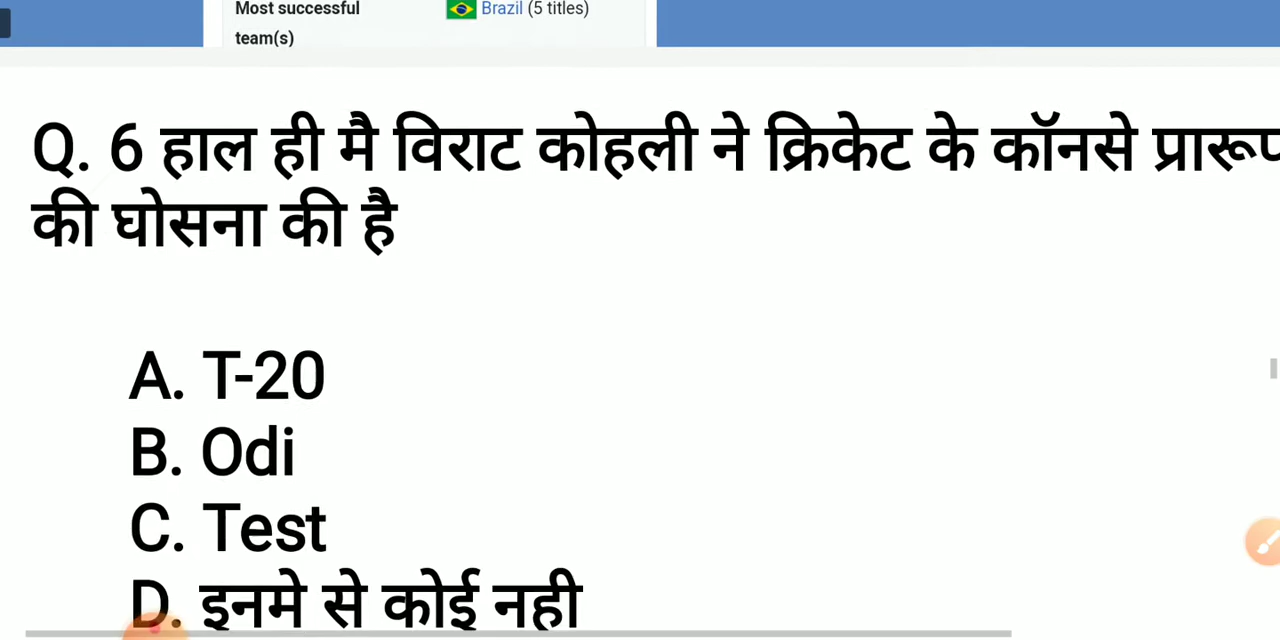 Most successful Brazil (5 titles)
team(s)
Q. 6 हाल ही मै विराट कोहली ने क्रिकेट के कॉनसे प्रारूप
की घोसना की है
A. T-20
B. Odi
C. Test
D. इनमे से कोई नही